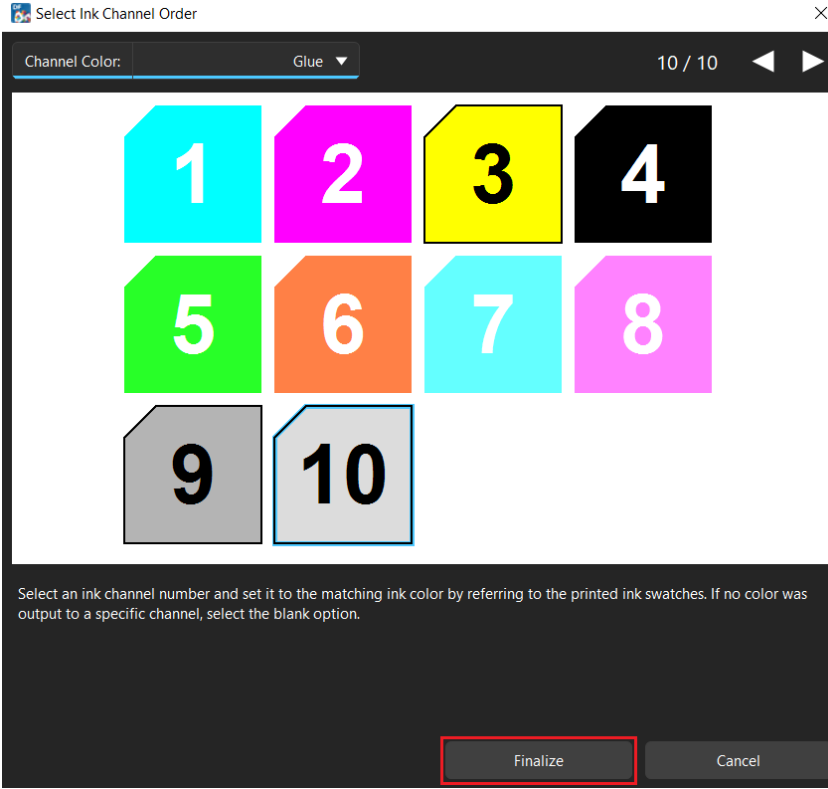 Select Ink Channel Order
Channel Color: Glue
10 / 10
1 2 3 4
5 6 7 8
9 10
Select an ink channel number and set it to the matching ink color by referring to the printed ink swatches. If no color was
output to a specific channel, select the blank option.
Finalize Cancel